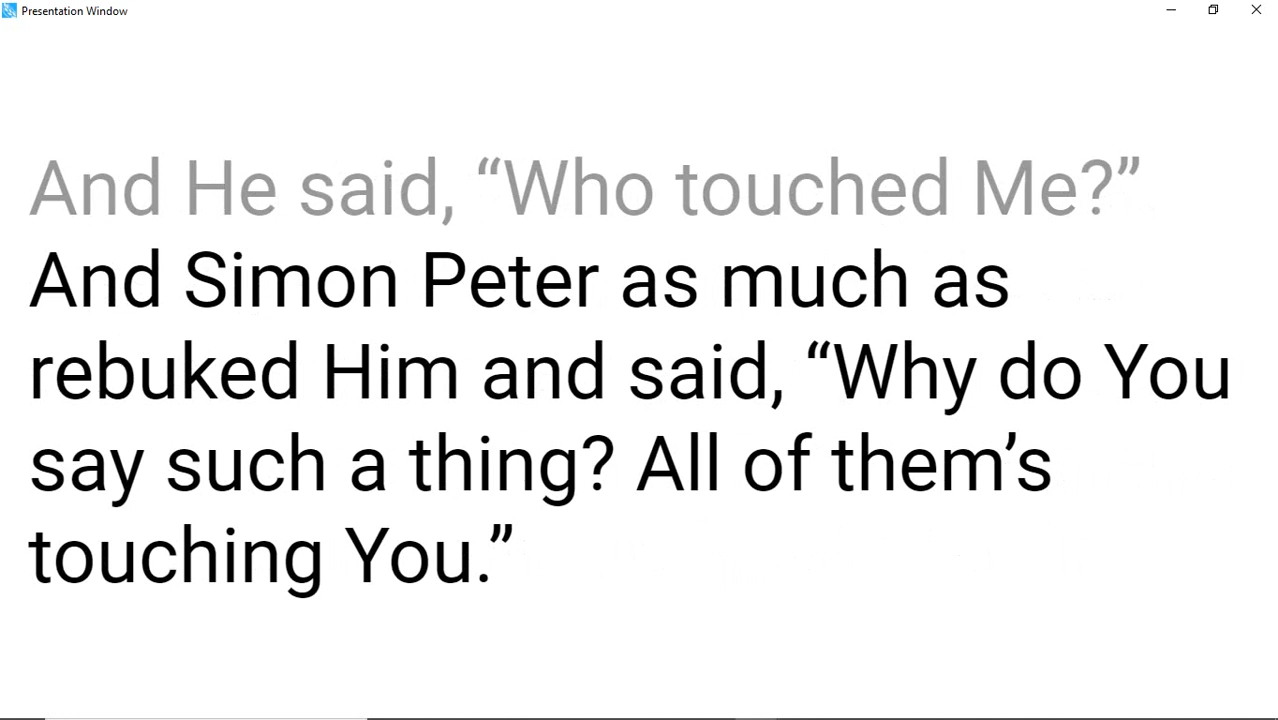 Presentation Window
And He said, “Who touched Me?”
And Simon Peter as much as
rebuked Him and said, “Why do You
say such a thing? All of them’s
touching You.”